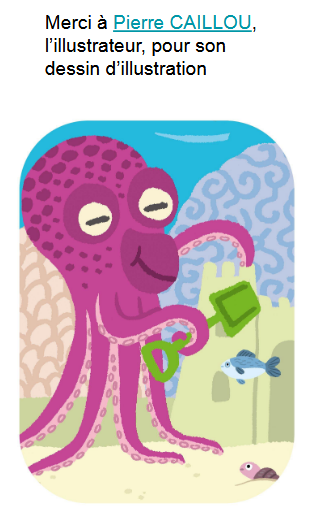 Merci à Pierre CAILLOU,
l’illustrateur, pour son
dessin d’illustration